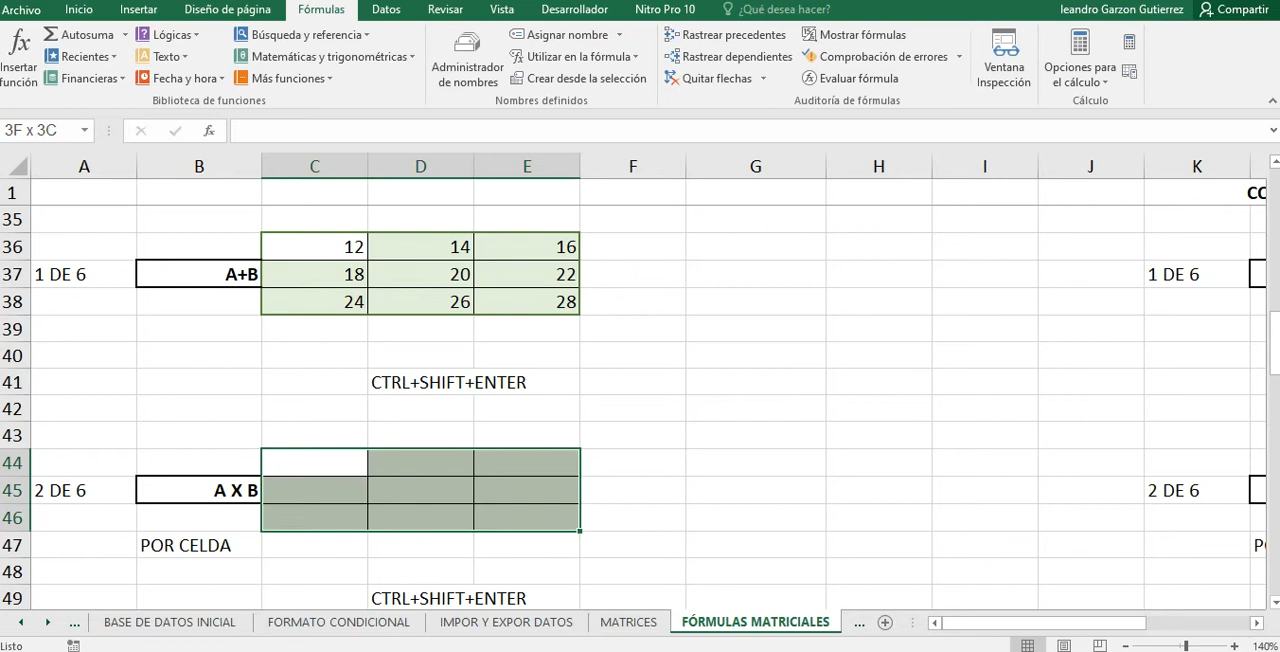 Archivo Inicio Insertar Diseño de página Fórmulas Datos Revisar Vista Desarrollador Nitro Pro 10 ¿Qué desea hacer? leandro Garzon Gutierrez Compartir
fx Insertar función
Σ Autosuma
Recientes
Financieras
Lógicas
Texto
Fecha y hora
Búsqueda y referencia
Matemáticas y trigonométricas
Más funciones
Biblioteca de funciones
Administrador de nombres
Asignar nombre
Utilizar en la fórmula
Crear desde la selección
Nombres definidos
Rastrear precedentes
Rastrear dependientes
Quitar flechas
Mostrar fórmulas
Comprobación de errores
Evaluar fórmula
Auditoría de fórmulas
Ventana Inspección
Opciones para el cálculo
Cálculo
3F x 3C fx
A B C D E F G H I J K
1 CO
35
36 12 14 16
37 1 DE 6 A+B 18 20 22 1 DE 6
38 24 26 28
39
40
41 CTRL+SHIFT+ENTER
42
43
44
45 2 DE 6 A X B 2 DE 6
46
47 POR CELDA
48
49 CTRL+SHIFT+ENTER
... BASE DE DATOS INICIAL FORMATO CONDICIONAL IMPOR Y EXPOR DATOS MATRICES FÓRMULAS MATRICIALES ...
Listo 140%